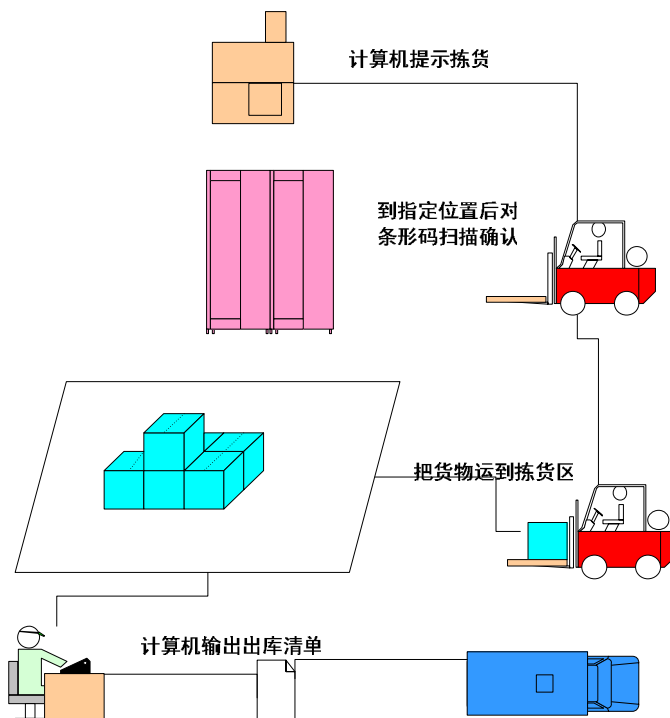 计算机提示拣货
到指定位置后对
条形码扫描确认
把货物运到拣货区
计算机输出出库清单